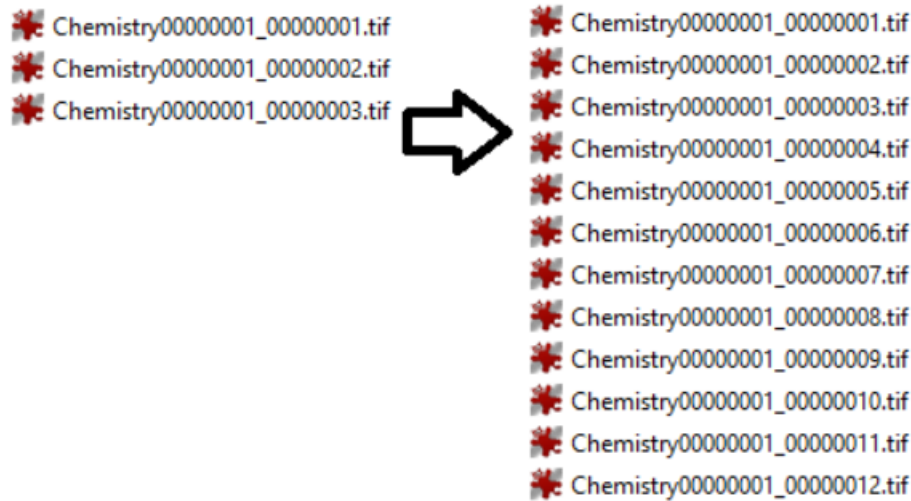 Chemistry00000001_00000001.tif
Chemistry00000001_00000002.tif
Chemistry00000001_00000003.tif
Chemistry00000001_00000001.tif
Chemistry00000001_00000002.tif
Chemistry00000001_00000003.tif
Chemistry00000001_00000004.tif
Chemistry00000001_00000005.tif
Chemistry00000001_00000006.tif
Chemistry00000001_00000007.tif
Chemistry00000001_00000008.tif
Chemistry00000001_00000009.tif
Chemistry00000001_00000010.tif
Chemistry00000001_00000011.tif
Chemistry00000001_00000012.tif